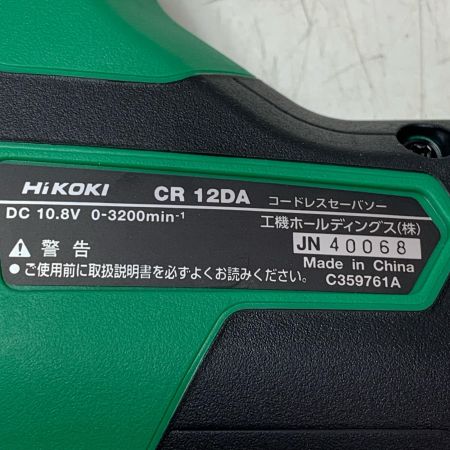 HiKOKI CR 12DA コードレスセーバソー
DC 10.8V 0-3200min-1 工機ホールディングス(株)
警告 JN 40068
●ご使用前に取扱説明書を必ずよくお読みください。 Made in China
C359761A